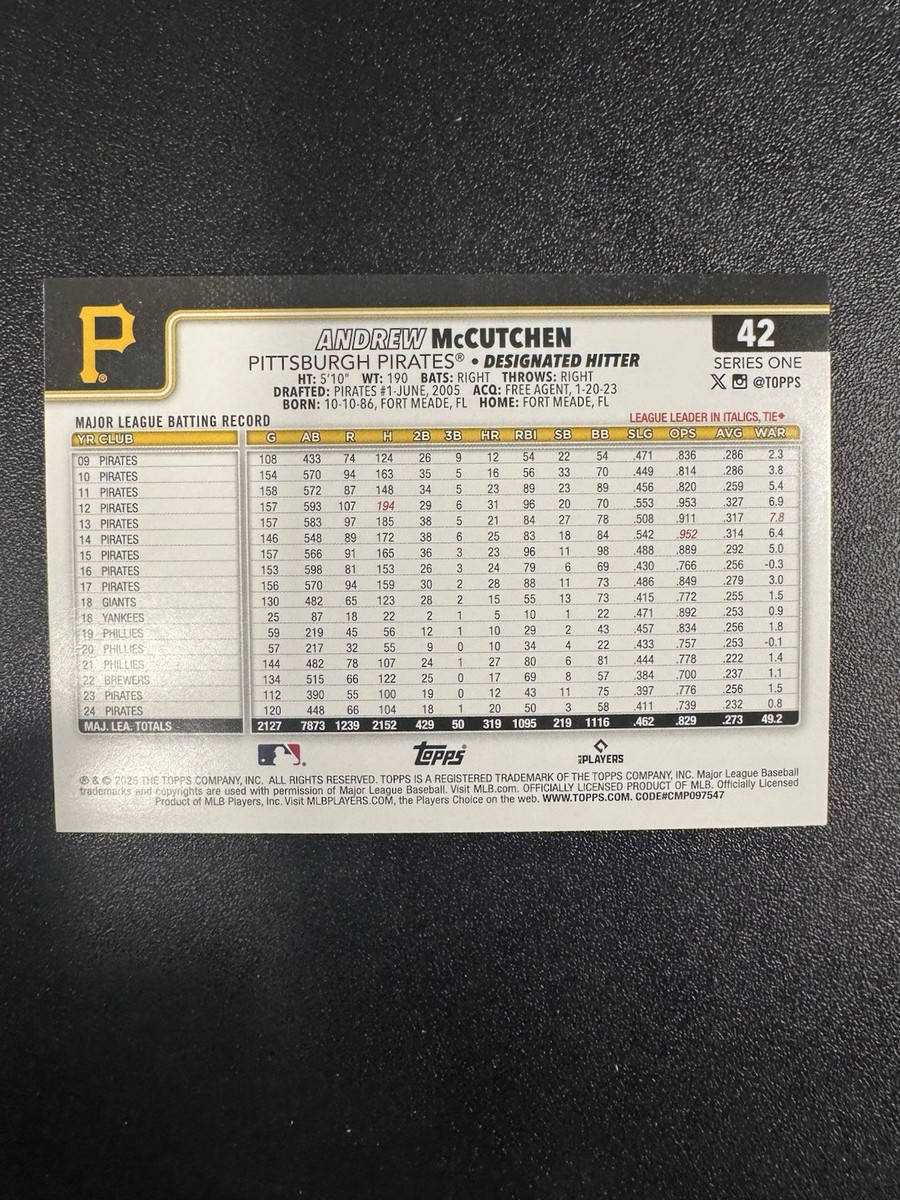 P®
ANDREW McCUTCHEN
42
PITTSBURGH PIRATES® • DESIGNATED HITTER
SERIES ONE
HT: 5'10" WT: 190 BATS: RIGHT THROWS: RIGHT
X @TOPPS
DRAFTED: PIRATES #1-JUNE, 2005 ACQ: FREE AGENT, 1-20-23
BORN: 10-10-86, FORT MEADE, FL HOME: FORT MEADE, FL
MAJOR LEAGUE BATTING RECORD
LEAGUE LEADER IN ITALICS, TIE♦
YR CLUB G AB R H 2B 3B HR RBI SB BB SLG OPS AVG WAR
09 PIRATES 108 433 74 124 26 9 12 54 22 54 .471 .836 .286 2.3
10 PIRATES 154 570 94 163 35 5 16 56 33 70 .449 .814 .286 3.8
11 PIRATES 158 572 87 148 34 5 23 89 23 89 .456 .820 .259 5.4
12 PIRATES 157 593 107 194 29 6 31 96 20 70 .553 .953 .327 6.9
13 PIRATES 157 583 97 185 38 5 21 84 27 78 .508 .911 .317 7.8
14 PIRATES 146 548 89 172 38 6 25 83 18 84 .542 .952 .314 6.4
15 PIRATES 157 566 91 165 36 3 23 96 11 98 .488 .889 .292 5.0
16 PIRATES 153 598 81 153 26 3 24 79 6 69 .430 .766 .256 -0.3
17 PIRATES 156 570 94 159 30 2 28 88 11 73 .486 .849 .279 3.0
18 GIANTS 130 482 65 123 28 2 15 55 13 73 .415 .772 .255 1.5
18 YANKEES 25 87 18 22 2 1 5 10 1 22 .471 .892 .253 0.9
19 PHILLIES 59 219 45 56 12 1 10 29 2 43 .457 .834 .256 1.8
20 PHILLIES 57 217 32 55 9 0 10 34 4 22 .433 .757 .253 -0.1
21 PHILLIES 144 482 78 107 24 1 27 80 6 81 .444 .778 .222 1.4
22 BREWERS 134 515 66 122 25 0 17 69 8 57 .384 .700 .237 1.1
23 PIRATES 112 390 55 100 19 0 12 43 11 75 .397 .776 .256 1.5
24 PIRATES 120 448 66 104 18 1 20 50 3 58 .411 .739 .232 0.8
MAJ. LEA. TOTALS 2127 7873 1239 2152 429 50 319 1095 219 1116 .462 .829 .273 49.2
topps® PLAYERS
® & © 2025 THE TOPPS COMPANY, INC. ALL RIGHTS RESERVED. TOPPS IS A REGISTERED TRADEMARK OF THE TOPPS COMPANY, INC. Major League Baseball
trademarks and copyrights are used with permission of Major League Baseball. Visit MLB.com. OFFICIALLY LICENSED PRODUCT OF MLB. Officially Licensed
Product of MLB Players, Inc. Visit MLBPLAYERS.COM, the Players Choice on the web. WWW.TOPPS.COM. CODE#CMP097547